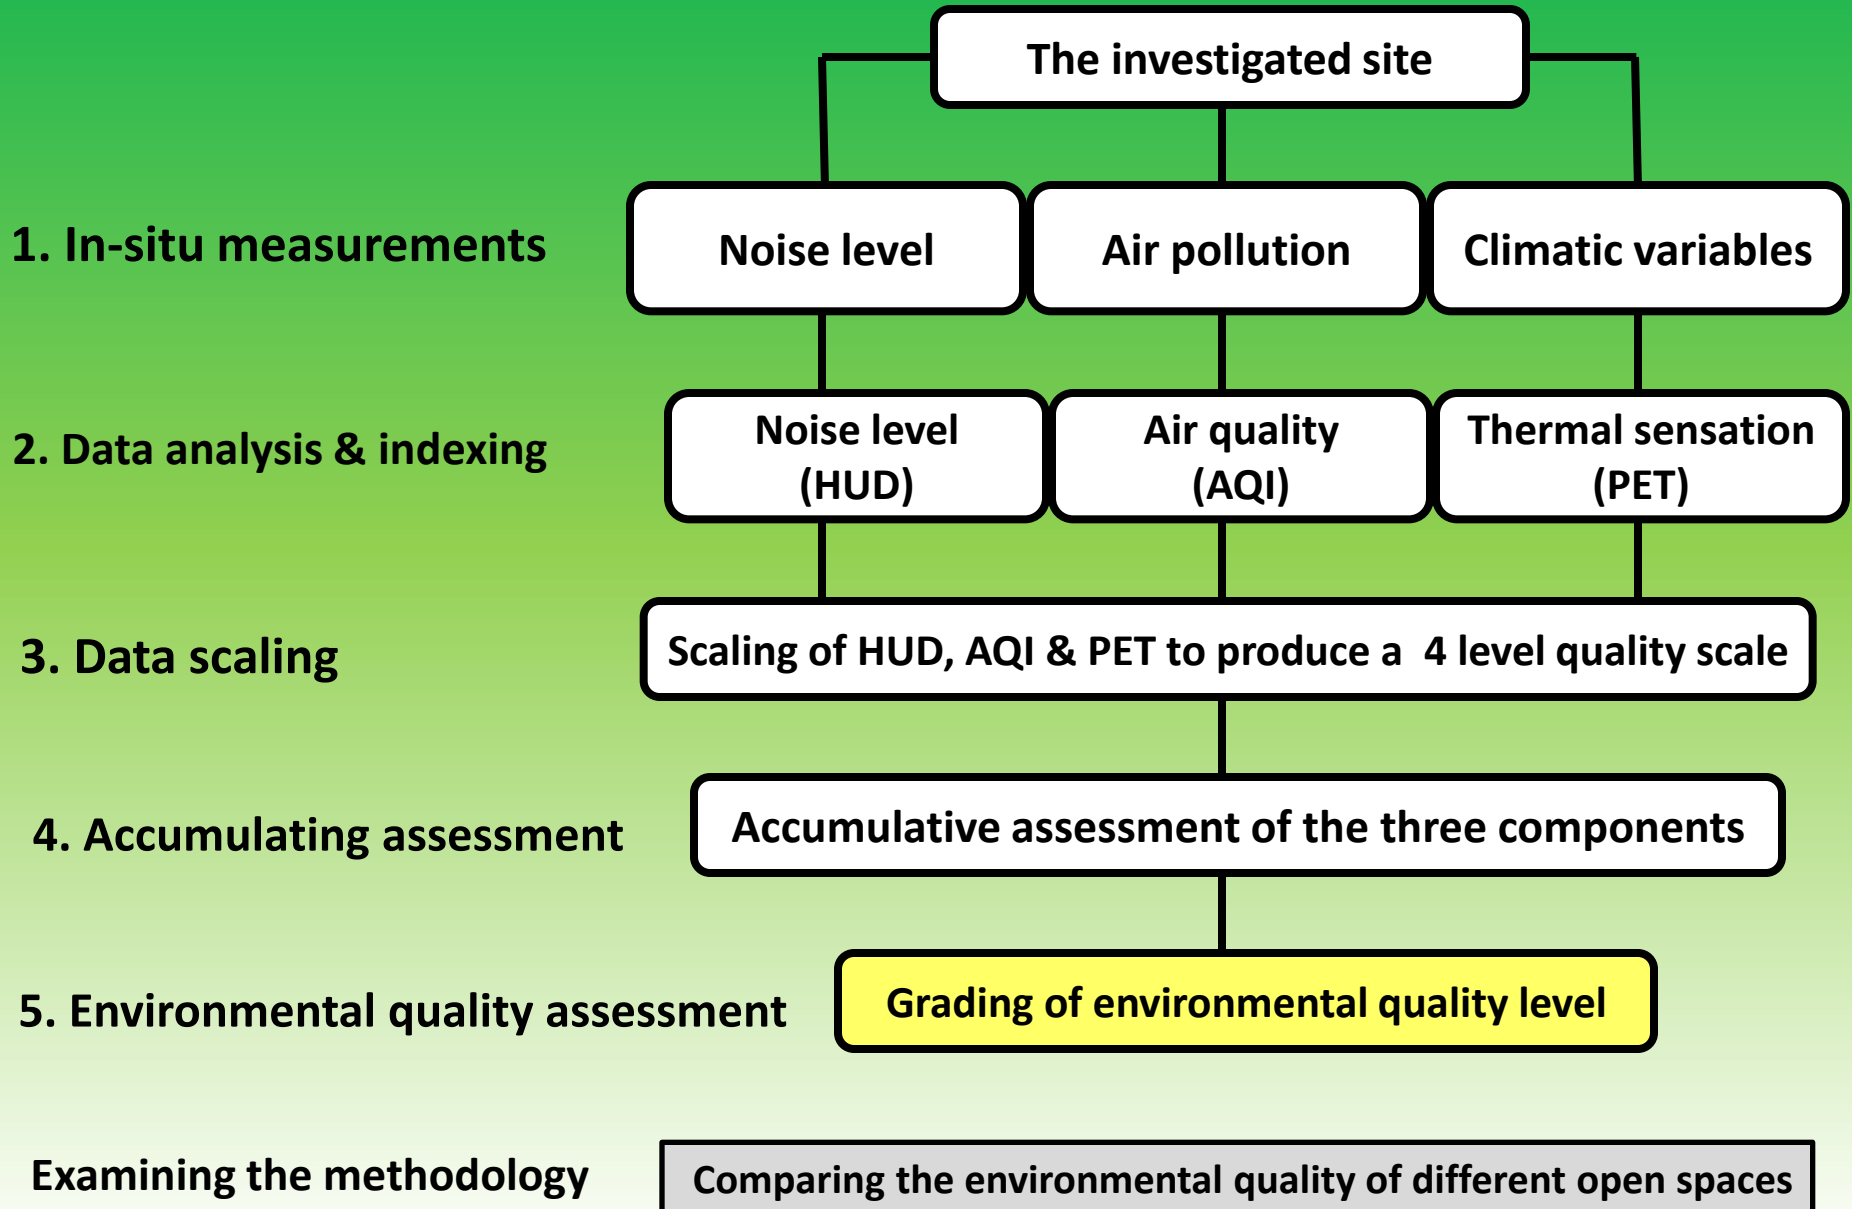 The investigated site
1. In-situ measurements
Noise level
Air pollution
Climatic variables
2. Data analysis & indexing
Noise level
(HUD)
Air quality
(AQI)
Thermal sensation
(PET)
3. Data scaling
Scaling of HUD, AQI & PET to produce a 4 level quality scale
4. Accumulating assessment
Accumulative assessment of the three components
5. Environmental quality assessment
Grading of environmental quality level
Examining the methodology
Comparing the environmental quality of different open spaces